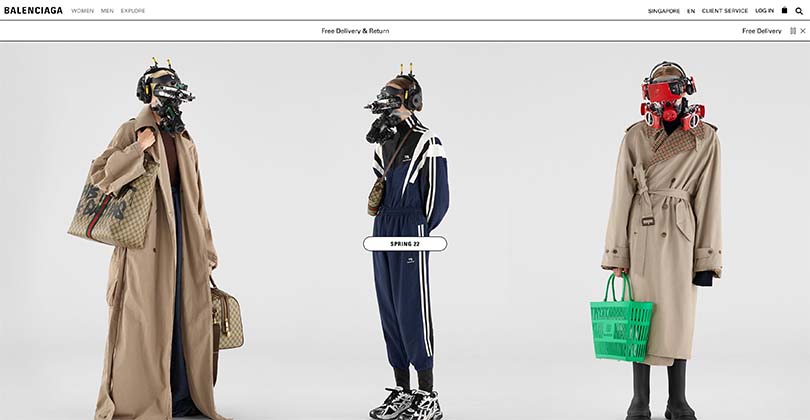 BALENCIAGA WOMEN MEN EXPLORE SINGAPORE EN CLIENT SERVICE LOG IN
Free Delivery & Return Free Delivery
SPRING 22